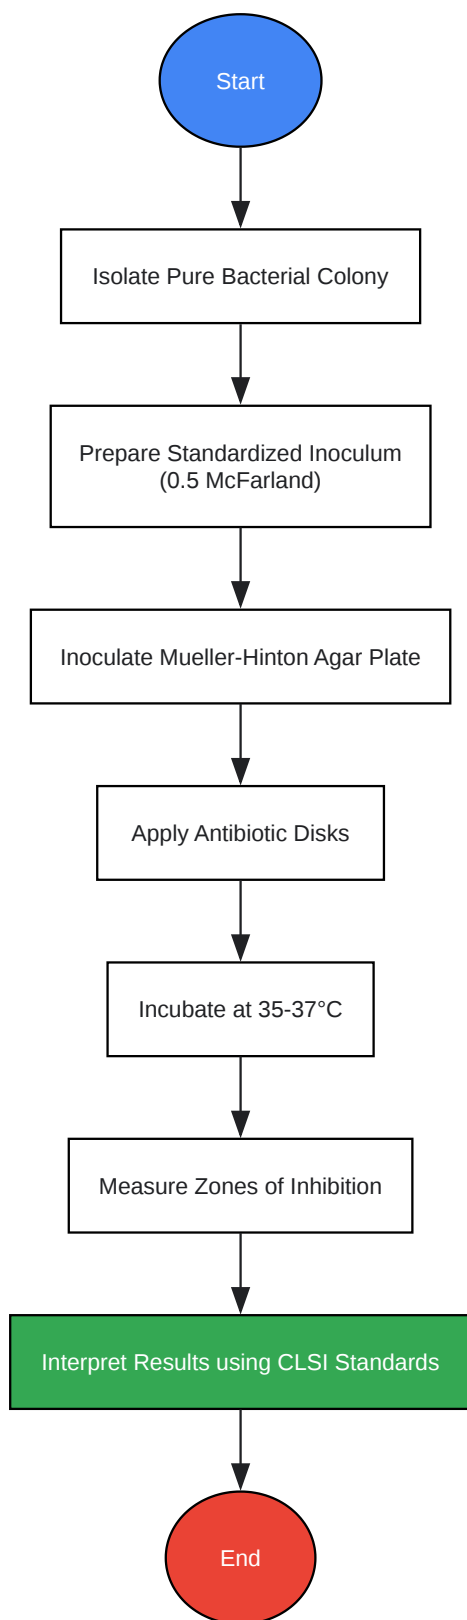 Start
Isolate Pure Bacterial Colony
Prepare Standardized Inoculum
(0.5 McFarland)
Inoculate Mueller-Hinton Agar Plate
Apply Antibiotic Disks
Incubate at 35-37°C
Measure Zones of Inhibition
Interpret Results using CLSI Standards
End